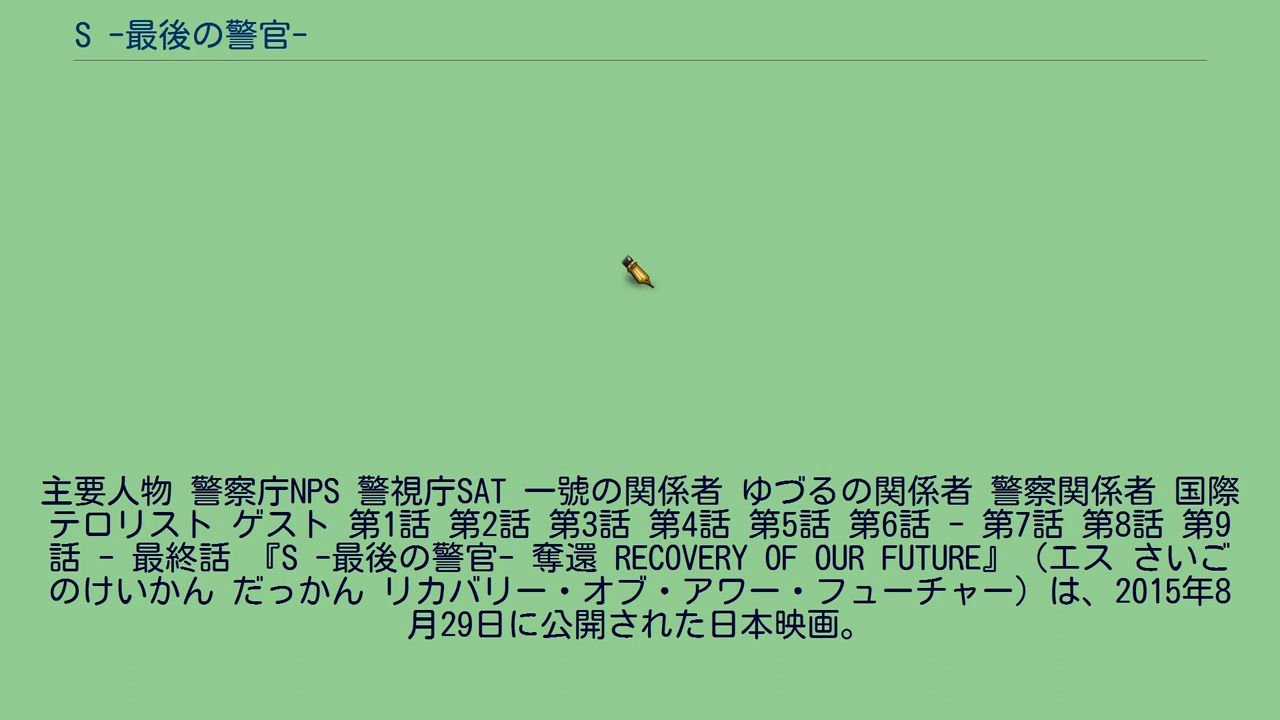 S -最後の警官-
主要人物 警察庁NPS 警視庁SAT 一號の関係者 ゆづるの関係者 警察関係者 国際
テロリスト ゲスト 第1話 第2話 第3話 第4話 第5話 第6話 - 第7話 第8話 第9
話 - 最終話 『S -最後の警官- 奪還 RECOVERY OF OUR FUTURE』（エス さいご
のけいかん だっかん リカバリー・オブ・アワー・フューチャー）は、2015年8
月29日に公開された日本映画。